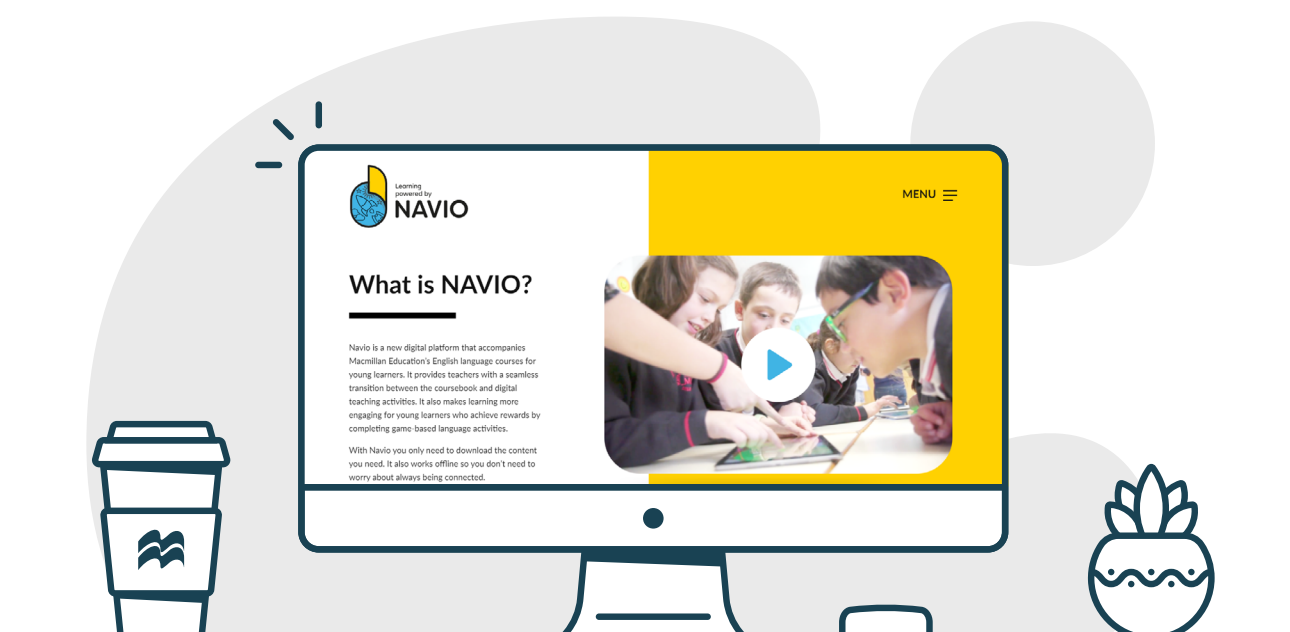 Learning
powered by
NAVIO
MENU
What is NAVIO?
Navio is a new digital platform that accompanies
Macmillan Education's English language courses for
young learners. It provides teachers with a seamless
transition between the coursebook and digital
teaching activities. It also makes learning more
engaging for young learners who achieve rewards by
completing game-based language activities.
With Navio you only need to download the content
you need. It also works offline so you don't need to
worry about always being connected.